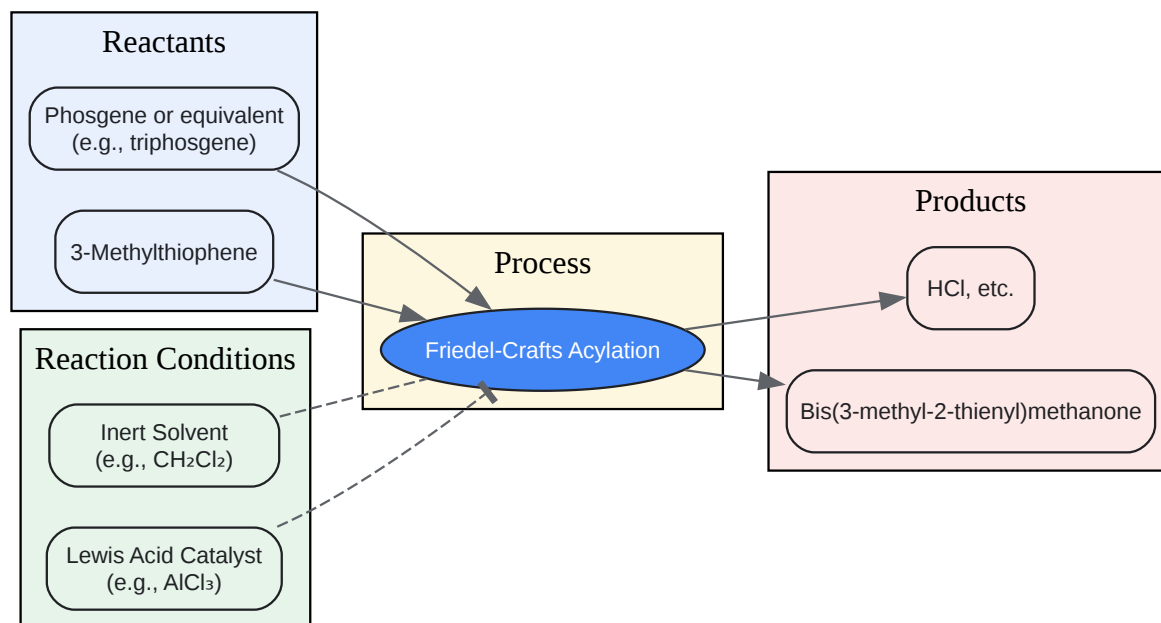 Reactants
Phosgene or equivalent
(e.g., triphosgene)
3-Methylthiophene
Reaction Conditions
Inert Solvent
(e.g., CH₂Cl₂)
Lewis Acid Catalyst
(e.g., AlCl₃)
Process
Friedel-Crafts Acylation
Products
HCl, etc.
Bis(3-methyl-2-thienyl)methanone